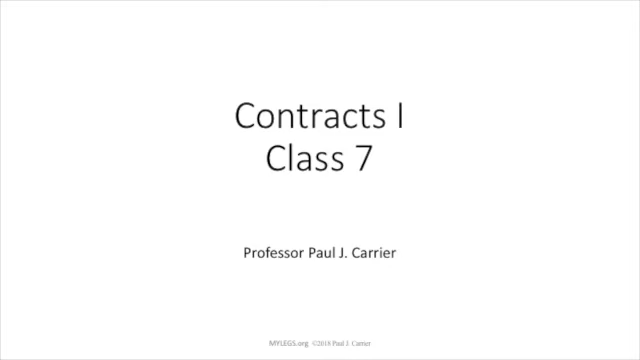 Contracts I
Class 7
Professor Paul J. Carrier
MYLEGS.org ©2018 Paul J. Carrier